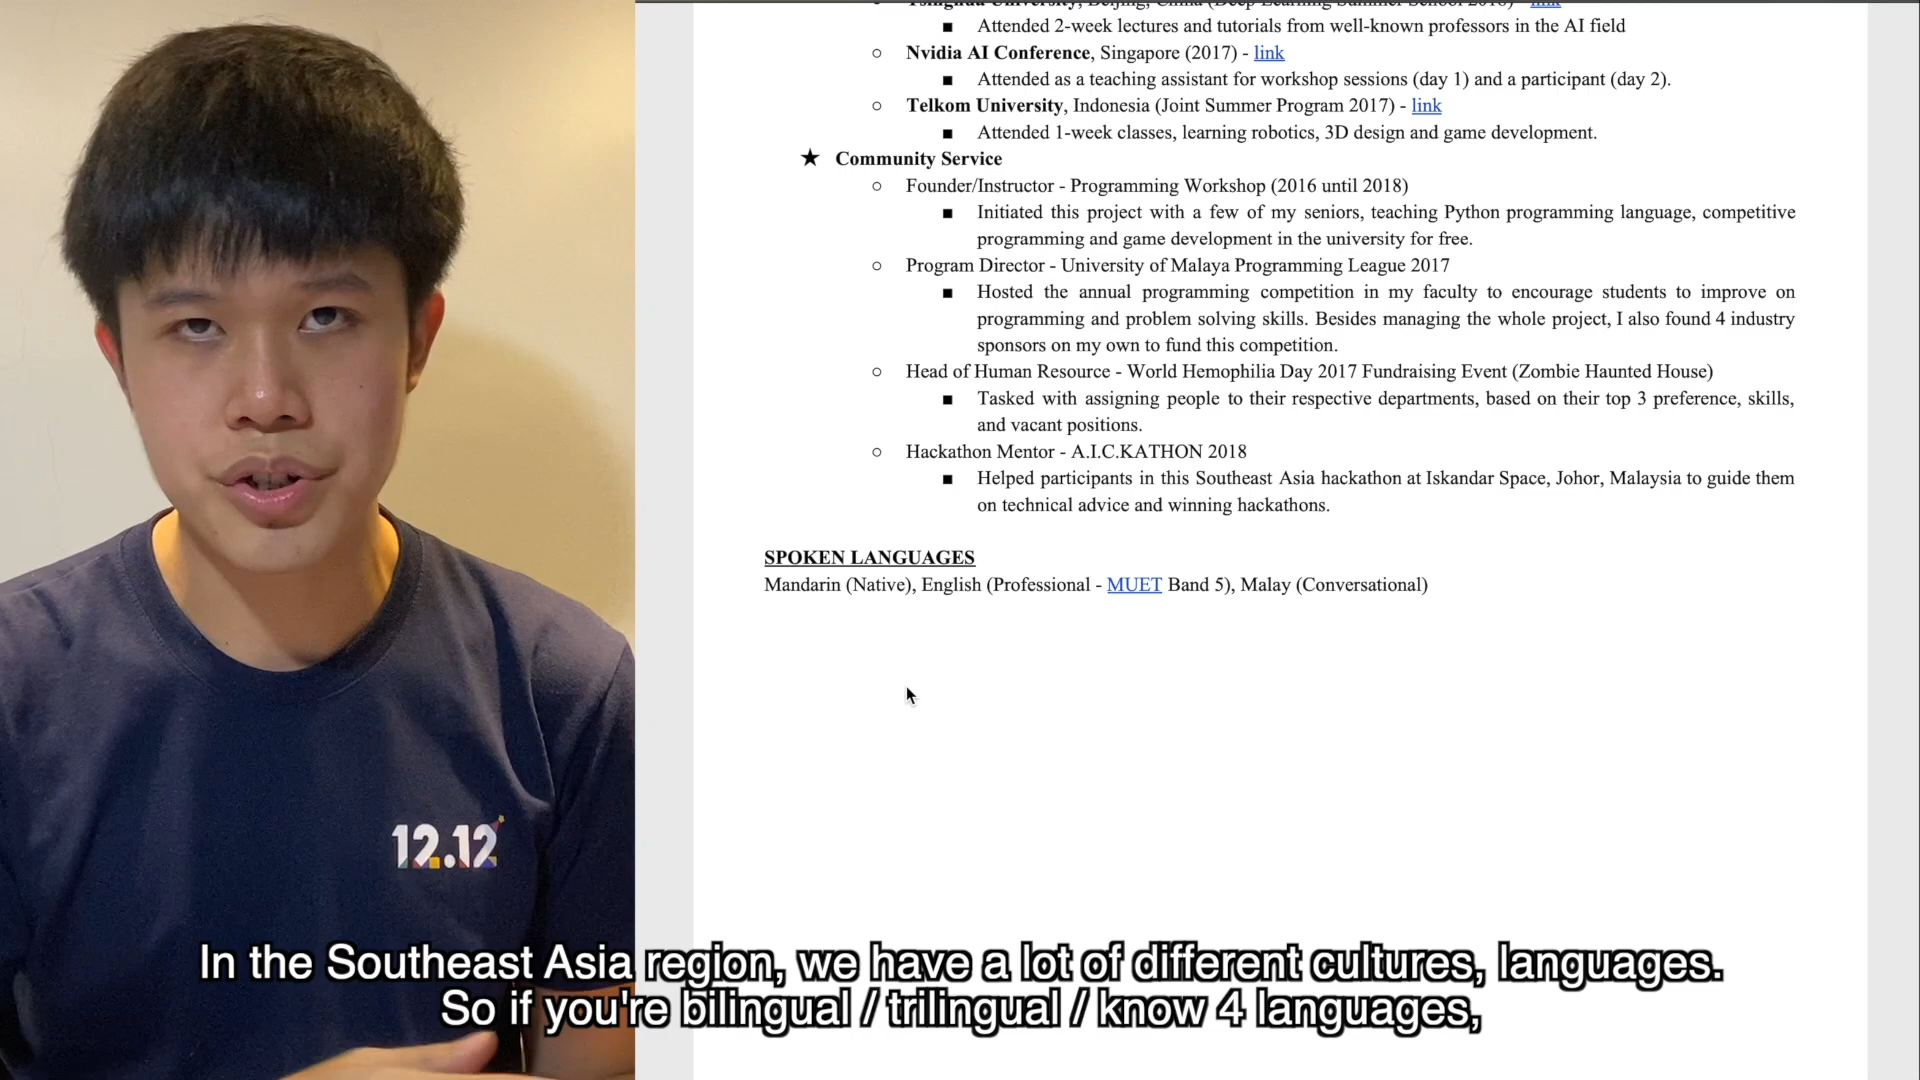 Tsinghua University, Beijing, China (Deep Learning Summer School 2018) - link
■ Attended 2-week lectures and tutorials from well-known professors in the AI field
○ Nvidia AI Conference, Singapore (2017) - link
■ Attended as a teaching assistant for workshop sessions (day 1) and a participant (day 2).
○ Telkom University, Indonesia (Joint Summer Program 2017) - link
■ Attended 1-week classes, learning robotics, 3D design and game development.
★ Community Service
○ Founder/Instructor - Programming Workshop (2016 until 2018)
■ Initiated this project with a few of my seniors, teaching Python programming language, competitive
programming and game development in the university for free.
○ Program Director - University of Malaya Programming League 2017
■ Hosted the annual programming competition in my faculty to encourage students to improve on
programming and problem solving skills. Besides managing the whole project, I also found 4 industry
sponsors on my own to fund this competition.
○ Head of Human Resource - World Hemophilia Day 2017 Fundraising Event (Zombie Haunted House)
■ Tasked with assigning people to their respective departments, based on their top 3 preference, skills,
and vacant positions.
○ Hackathon Mentor - A.I.C.KATHON 2018
■ Helped participants in this Southeast Asia hackathon at Iskandar Space, Johor, Malaysia to guide them
on technical advice and winning hackathons.
SPOKEN LANGUAGES
Mandarin (Native), English (Professional - MUET Band 5), Malay (Conversational)
12.12
In the Southeast Asia region, we have a lot of different cultures, languages.
So if you're bilingual / trilingual / know 4 languages,